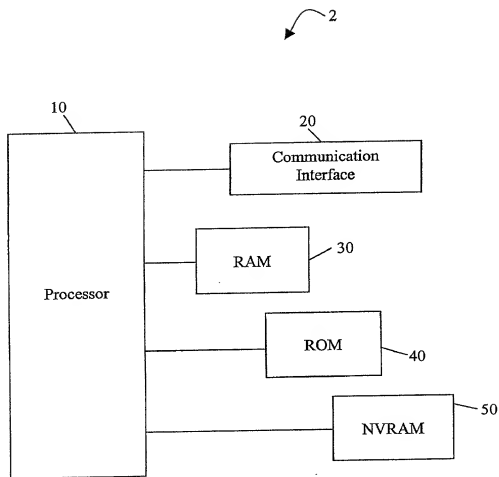 2
10
20
Communication
Interface
RAM
30
Processor
ROM
40
50
NVRAM